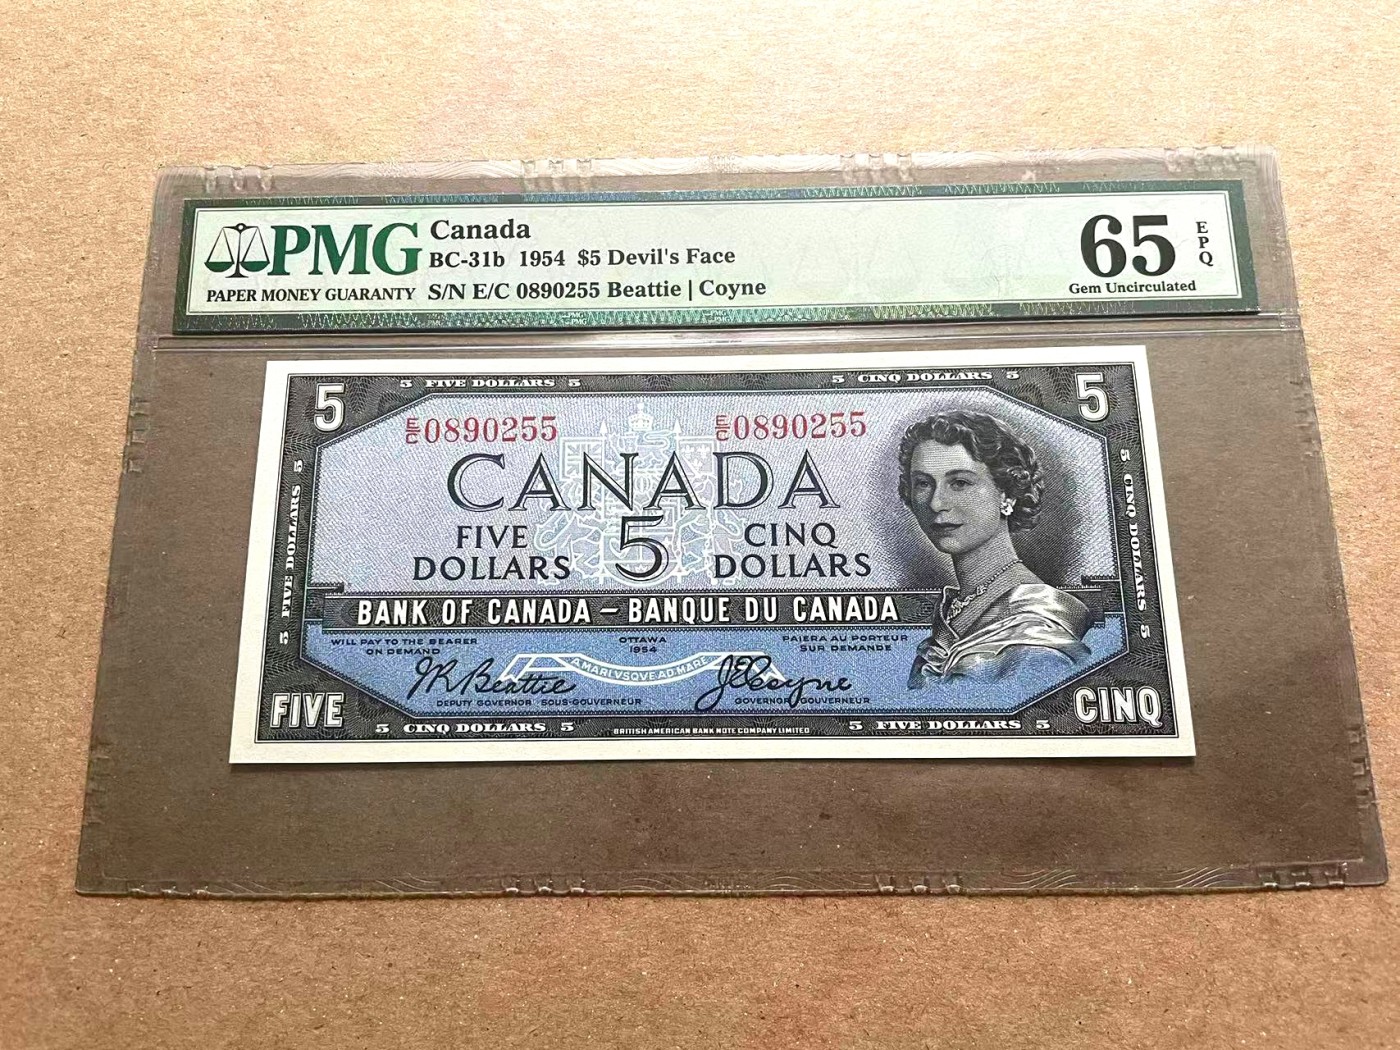 PMG
PAPER MONEY GUARANTY
Canada
BC-31b 1954 $5 Devil's Face
S/N E/C 0890255 Beattie | Coyne
65
EPQ
Gem Uncirculated
5
5 FIVE DOLLARS 5
5 CINQ DOLLARS 5
5
E/C 0890255
E/C 0890255
CANADA
FIVE DOLLARS
5
CINQ DOLLARS
5 FIVE DOLLARS 5
5 CINQ DOLLARS 5
BANK OF CANADA – BANQUE DU CANADA
WILL PAY TO THE BEARER
ON DEMAND
OTTAWA
1954
PAIERA AU PORTEUR
SUR DEMANDE
A MARI VSQVE AD MARE
J.R. Beattie
J.E. Coyne
DEPUTY GOVERNOR SOUS-GOUVERNEUR
GOVERNOR GOUVERNEUR
FIVE
CINQ
5 CINQ DOLLARS 5
BRITISH AMERICAN BANK NOTE COMPANY LIMITED
5 FIVE DOLLARS 5